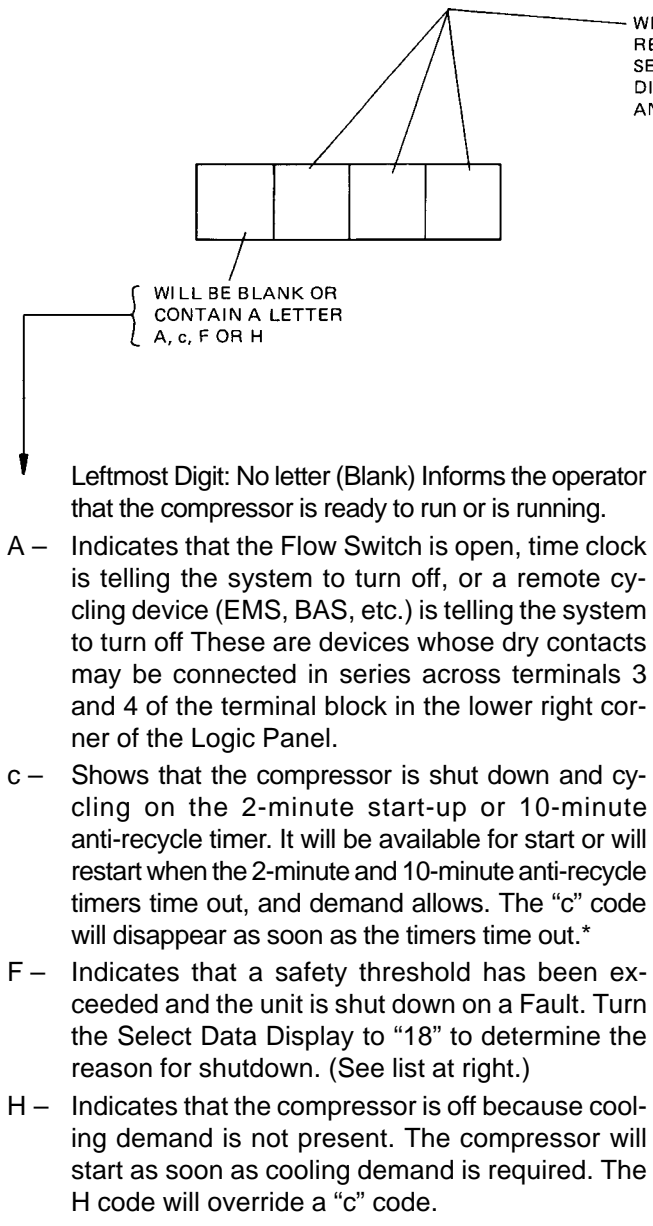 WILL BE BLANK OR
CONTAIN A LETTER
A, c, F OR H
Leftmost Digit: No letter (Blank) Informs the operator
that the compressor is ready to run or is running.
A – Indicates that the Flow Switch is open, time clock
is telling the system to turn off, or a remote cy-
cling device (EMS, BAS, etc.) is telling the system
to turn off These are devices whose dry contacts
may be connected in series across terminals 3
and 4 of the terminal block in the lower right cor-
ner of the Logic Panel.
c – Shows that the compressor is shut down and cy-
cling on the 2-minute start-up or 10-minute
anti-recycle timer. It will be available for start or will
restart when the 2-minute and 10-minute anti-recycle
timers time out, and demand allows. The “c” code
will disappear as soon as the timers time out.*
F – Indicates that a safety threshold has been ex-
ceeded and the unit is shut down on a Fault. Turn
the Select Data Display to “18” to determine the
reason for shutdown. (See list at right.)
H – Indicates that the compressor is off because cool-
ing demand is not present. The compressor will
start as soon as cooling demand is required. The
H code will override a “c” code.